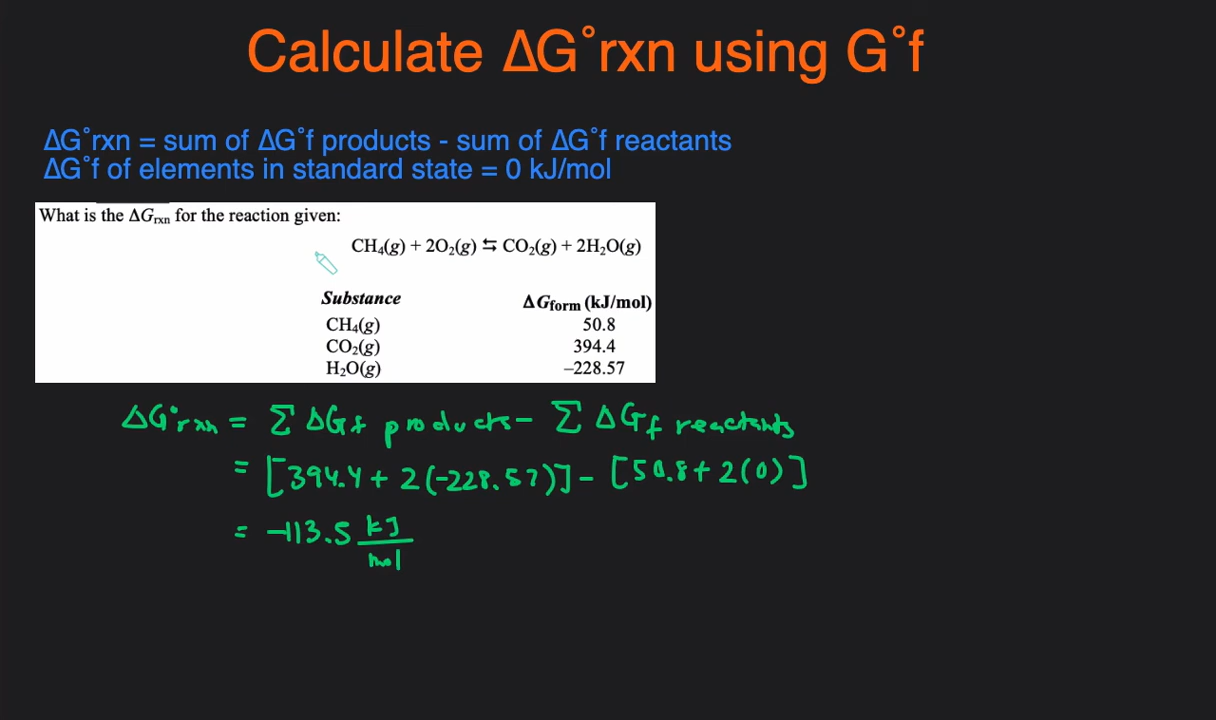 Calculate ΔG°rxn using G°f
ΔG°rxn = sum of ΔG°f products - sum of ΔG°f reactants
ΔG°f of elements in standard state = 0 kJ/mol
What is the ΔGrxn for the reaction given:
CH₄(g) + 2O₂(g) ⇆ CO₂(g) + 2H₂O(g)
Substance ΔGform (kJ/mol)
CH₄(g) 50.8
CO₂(g) 394.4
H₂O(g) –228.57
ΔG°rxn = Σ ΔGf products - Σ ΔGf reactants
= [394.4 + 2(-228.57)] - [50.8 + 2(0)]
= -113.5 kJ/mol